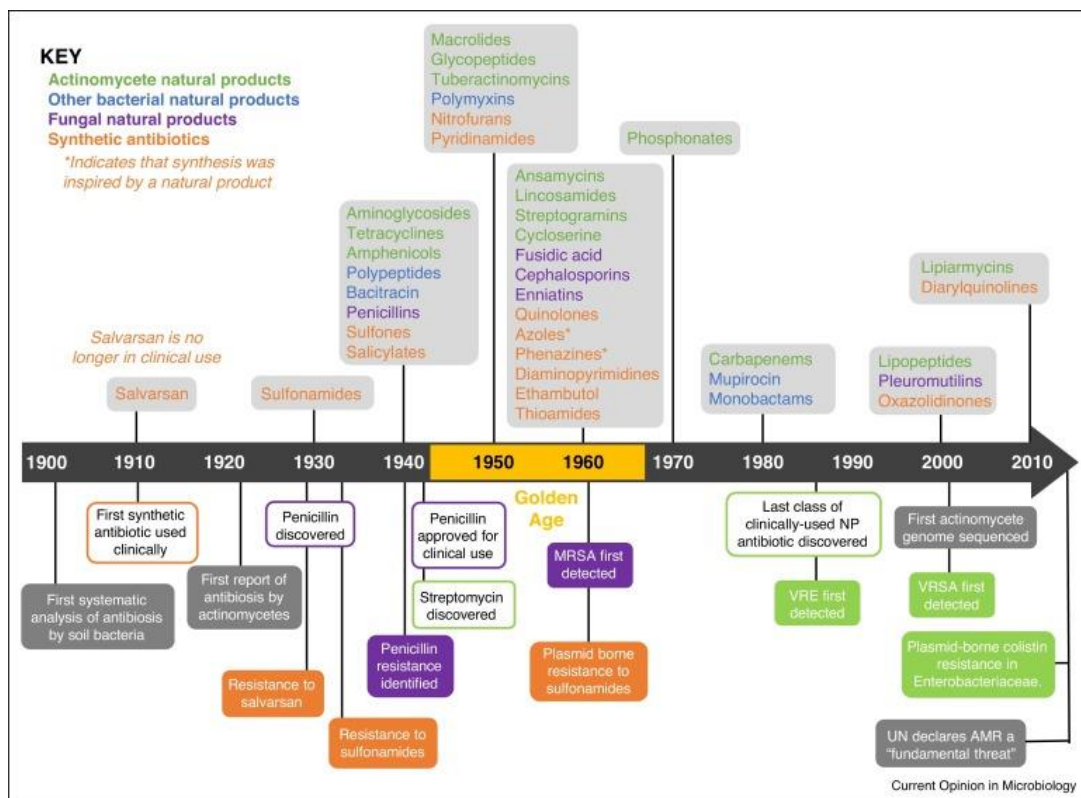 KEY
Actinomycete natural products
Other bacterial natural products
Fungal natural products
Synthetic antibiotics
*Indicates that synthesis was
inspired by a natural product
Salvarsan is no
longer in clinical use
Salvarsan
Sulfonamides
Aminoglycosides
Tetracyclines
Amphenicols
Polypeptides
Bacitracin
Penicillins
Sulfones
Salicylates
Macrolides
Glycopeptides
Tuberactinomycins
Polymyxins
Nitrofurans
Pyridinamides
Ansamycins
Lincosamides
Streptogramins
Cycloserine
Fusidic acid
Cephalosporins
Enniatins
Quinolones
Azoles*
Phenazines*
Diaminopyrimidines
Ethambutol
Thioamides
Phosphonates
Carbapenems
Mupirocin
Monobactams
Lipopeptides
Pleuromutilins
Oxazolidinones
Lipiarmycins
Diarylquinolines
1900 1910 1920 1930 1940 1950 1960 1970 1980 1990 2000 2010
Golden
Age
First systematic
analysis of antibiosis
by soil bacteria
First synthetic
antibiotic used
clinically
First report of
antibiosis by
actinomycetes
Penicillin
discovered
Resistance to
salvarsan
Resistance to
sulfonamides
Penicillin
resistance
identified
Penicillin
approved for
clinical use
Streptomycin
discovered
MRSA first
detected
Plasmid borne
resistance to
sulfonamides
Last class of
clinically-used NP
antibiotic discovered
VRE first
detected
First actinomycete
genome sequenced
VRSA first
detected
Plasmid-borne colistin
resistance in
Enterobacteriaceae.
UN declares AMR a
"fundamental threat"
Current Opinion in Microbiology